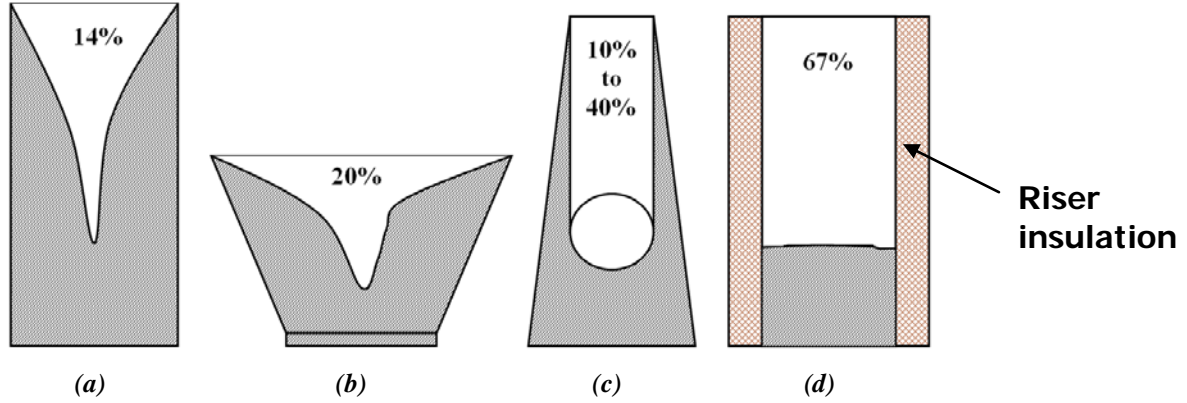 14%
20%
10%
to
40%
67%
Riser
insulation
(a)
(b)
(c)
(d)